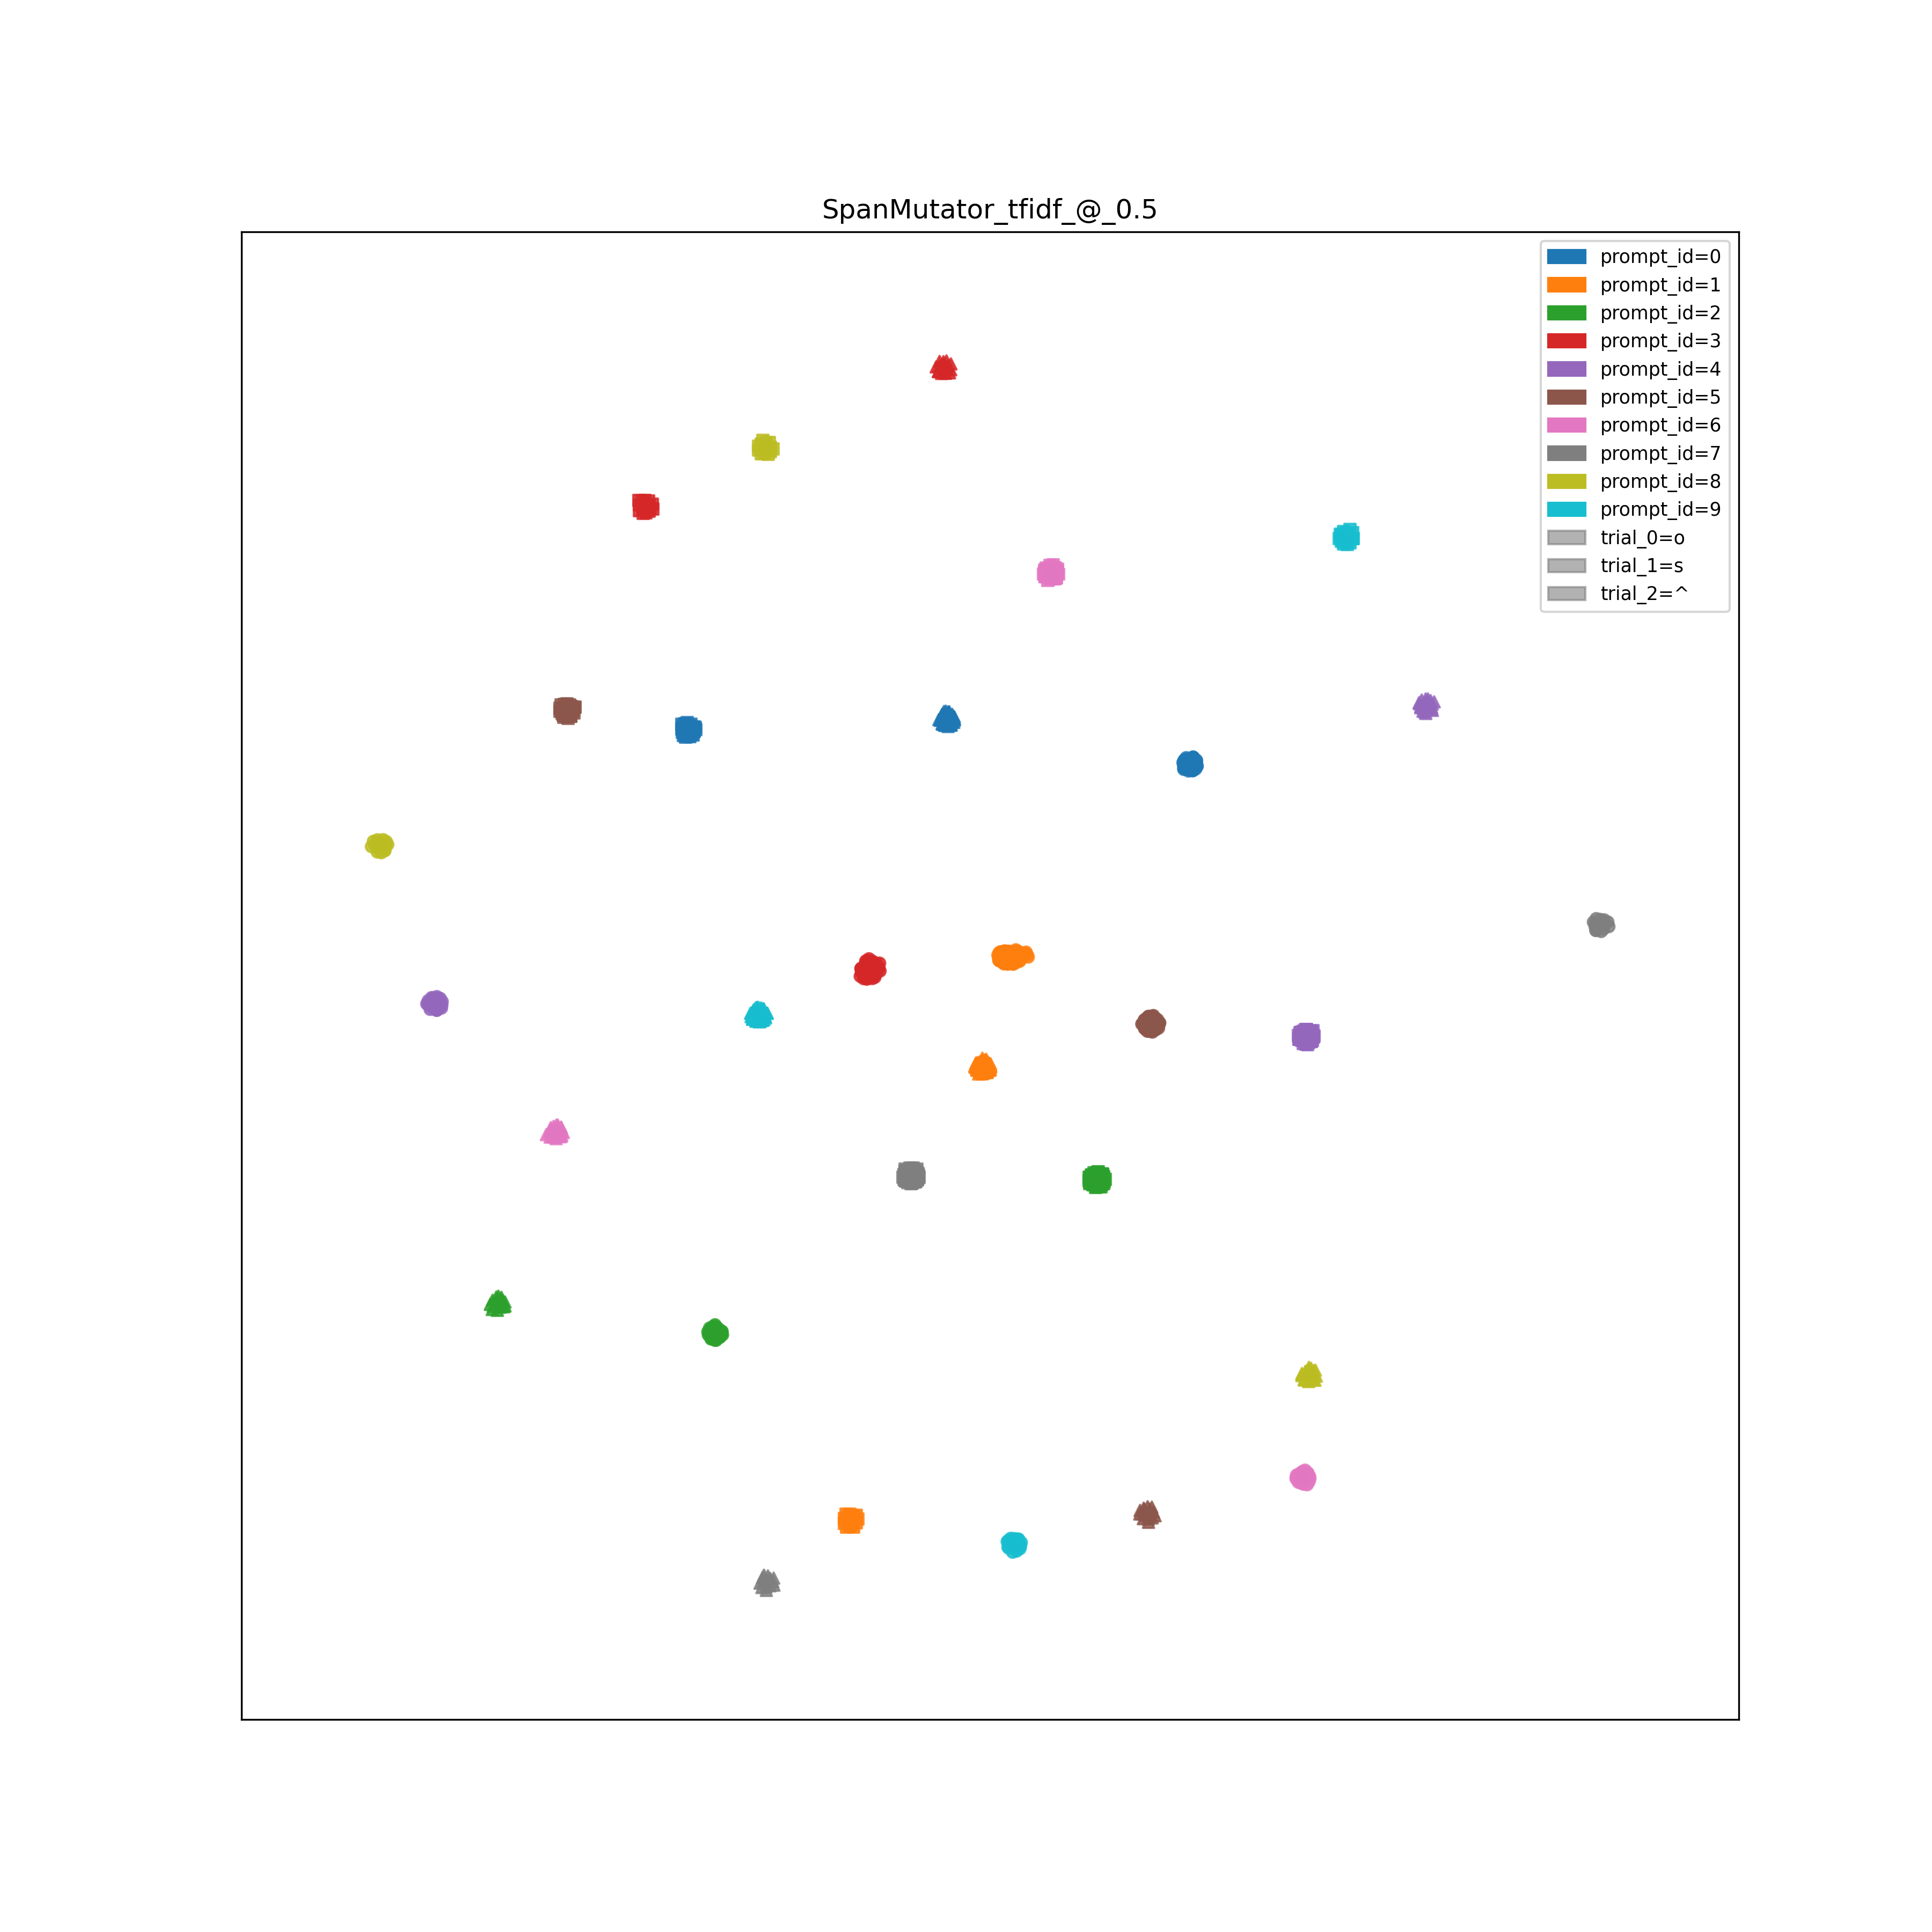 SpanMutator_tfidf_@_0.5
prompt_id=0
prompt_id=1
prompt_id=2
prompt_id=3
prompt_id=4
prompt_id=5
prompt_id=6
prompt_id=7
prompt_id=8
prompt_id=9
trial_0=o
trial_1=s
trial_2=^